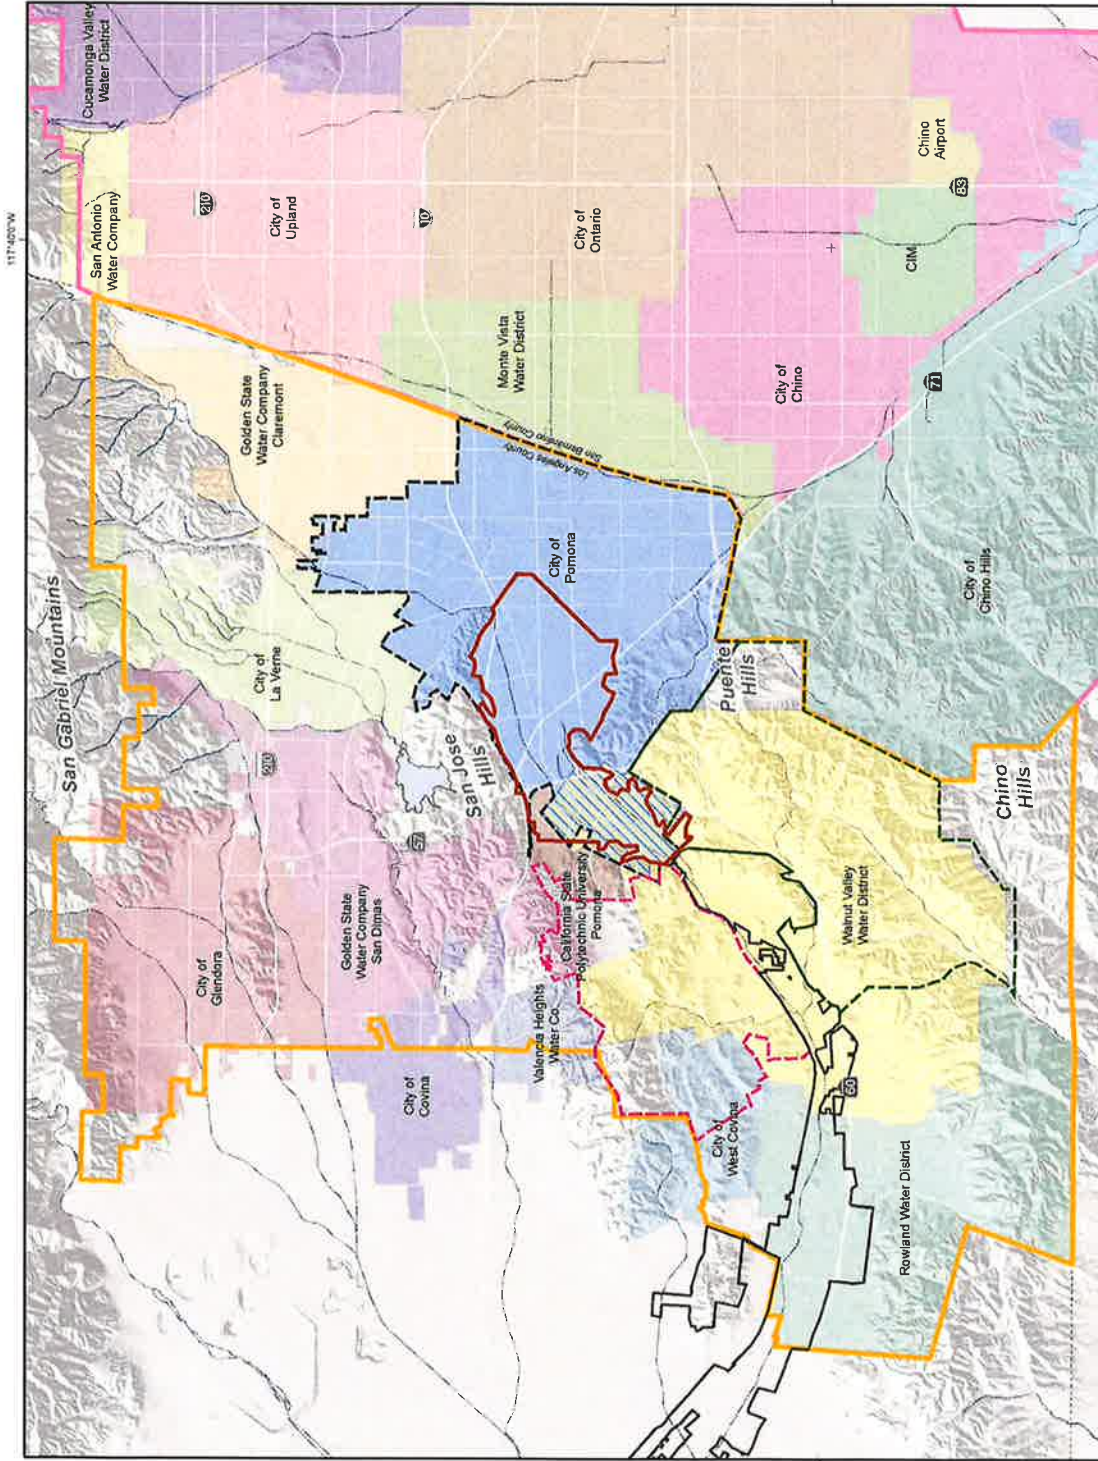 117°40'0"W
Cucamonga Valley
Water District
San Antonio
Water Company
210
City of
Upland
10
City of
Ontario
Chino
Airport
83
CIM
Monte Vista
Water District
City of
Chino
71
Golden State
Water Company
Claremont
San Bernardino County
Los Angeles County
City of
Pomona
City of
Chino Hills
San Gabriel Mountains
City of
La Verne
210
San Jose
Hills
57
Puente
Hills
Chino
Hills
City of
Glendora
Golden State
Water Company
San Dimas
California State
Polytechnic University
Pomona
Walnut Valley
Water District
Valencia Heights
Water Co.
City of
Covina
City of
West Covina
60
Rowland Water District